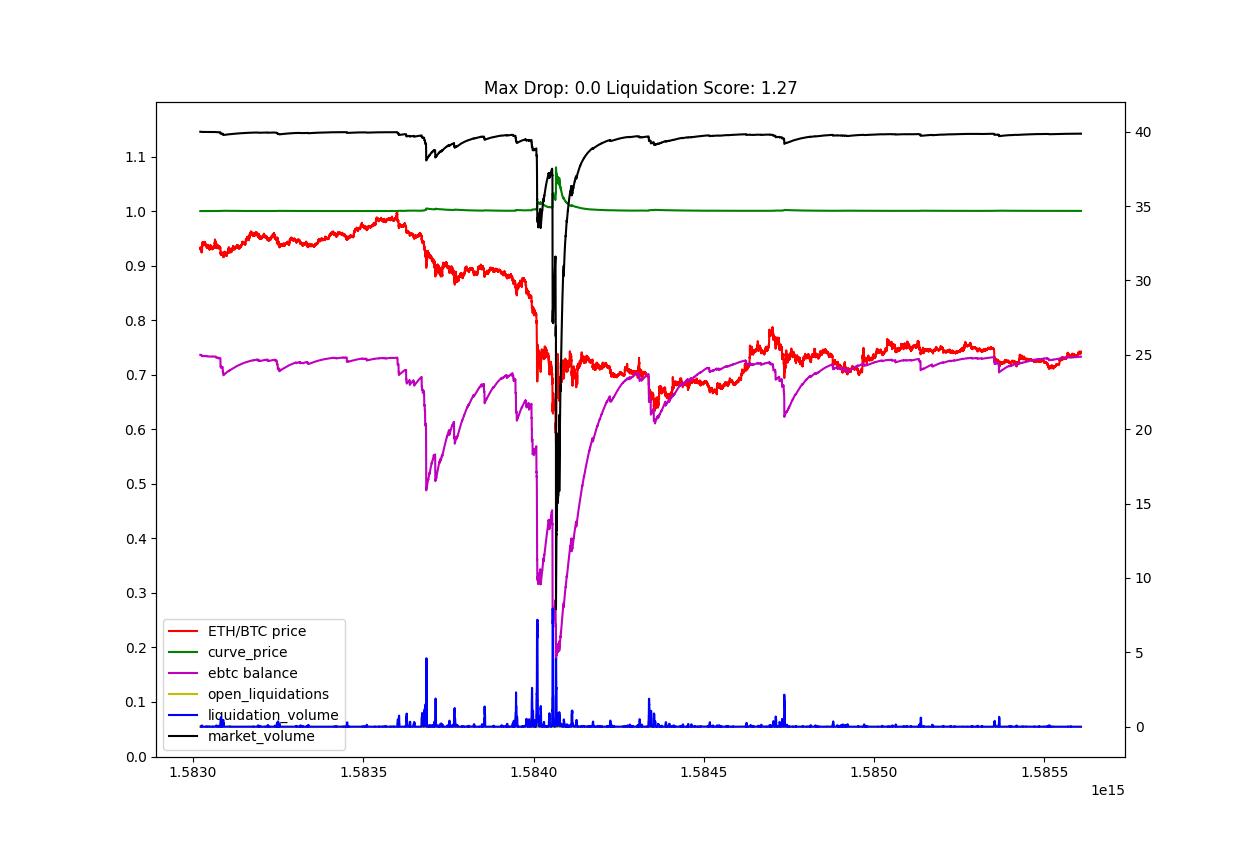 Max Drop: 0.0 Liquidation Score: 1.27
1.1
1.0
0.9
0.8
0.7
0.6
0.5
0.4
0.3
0.2
0.1
0.0
40
35
30
25
20
15
10
5
0
ETH/BTC price
curve_price
ebtc balance
open_liquidations
liquidation_volume
market_volume
1.5830 1.5835 1.5840 1.5845 1.5850 1.5855
1e15